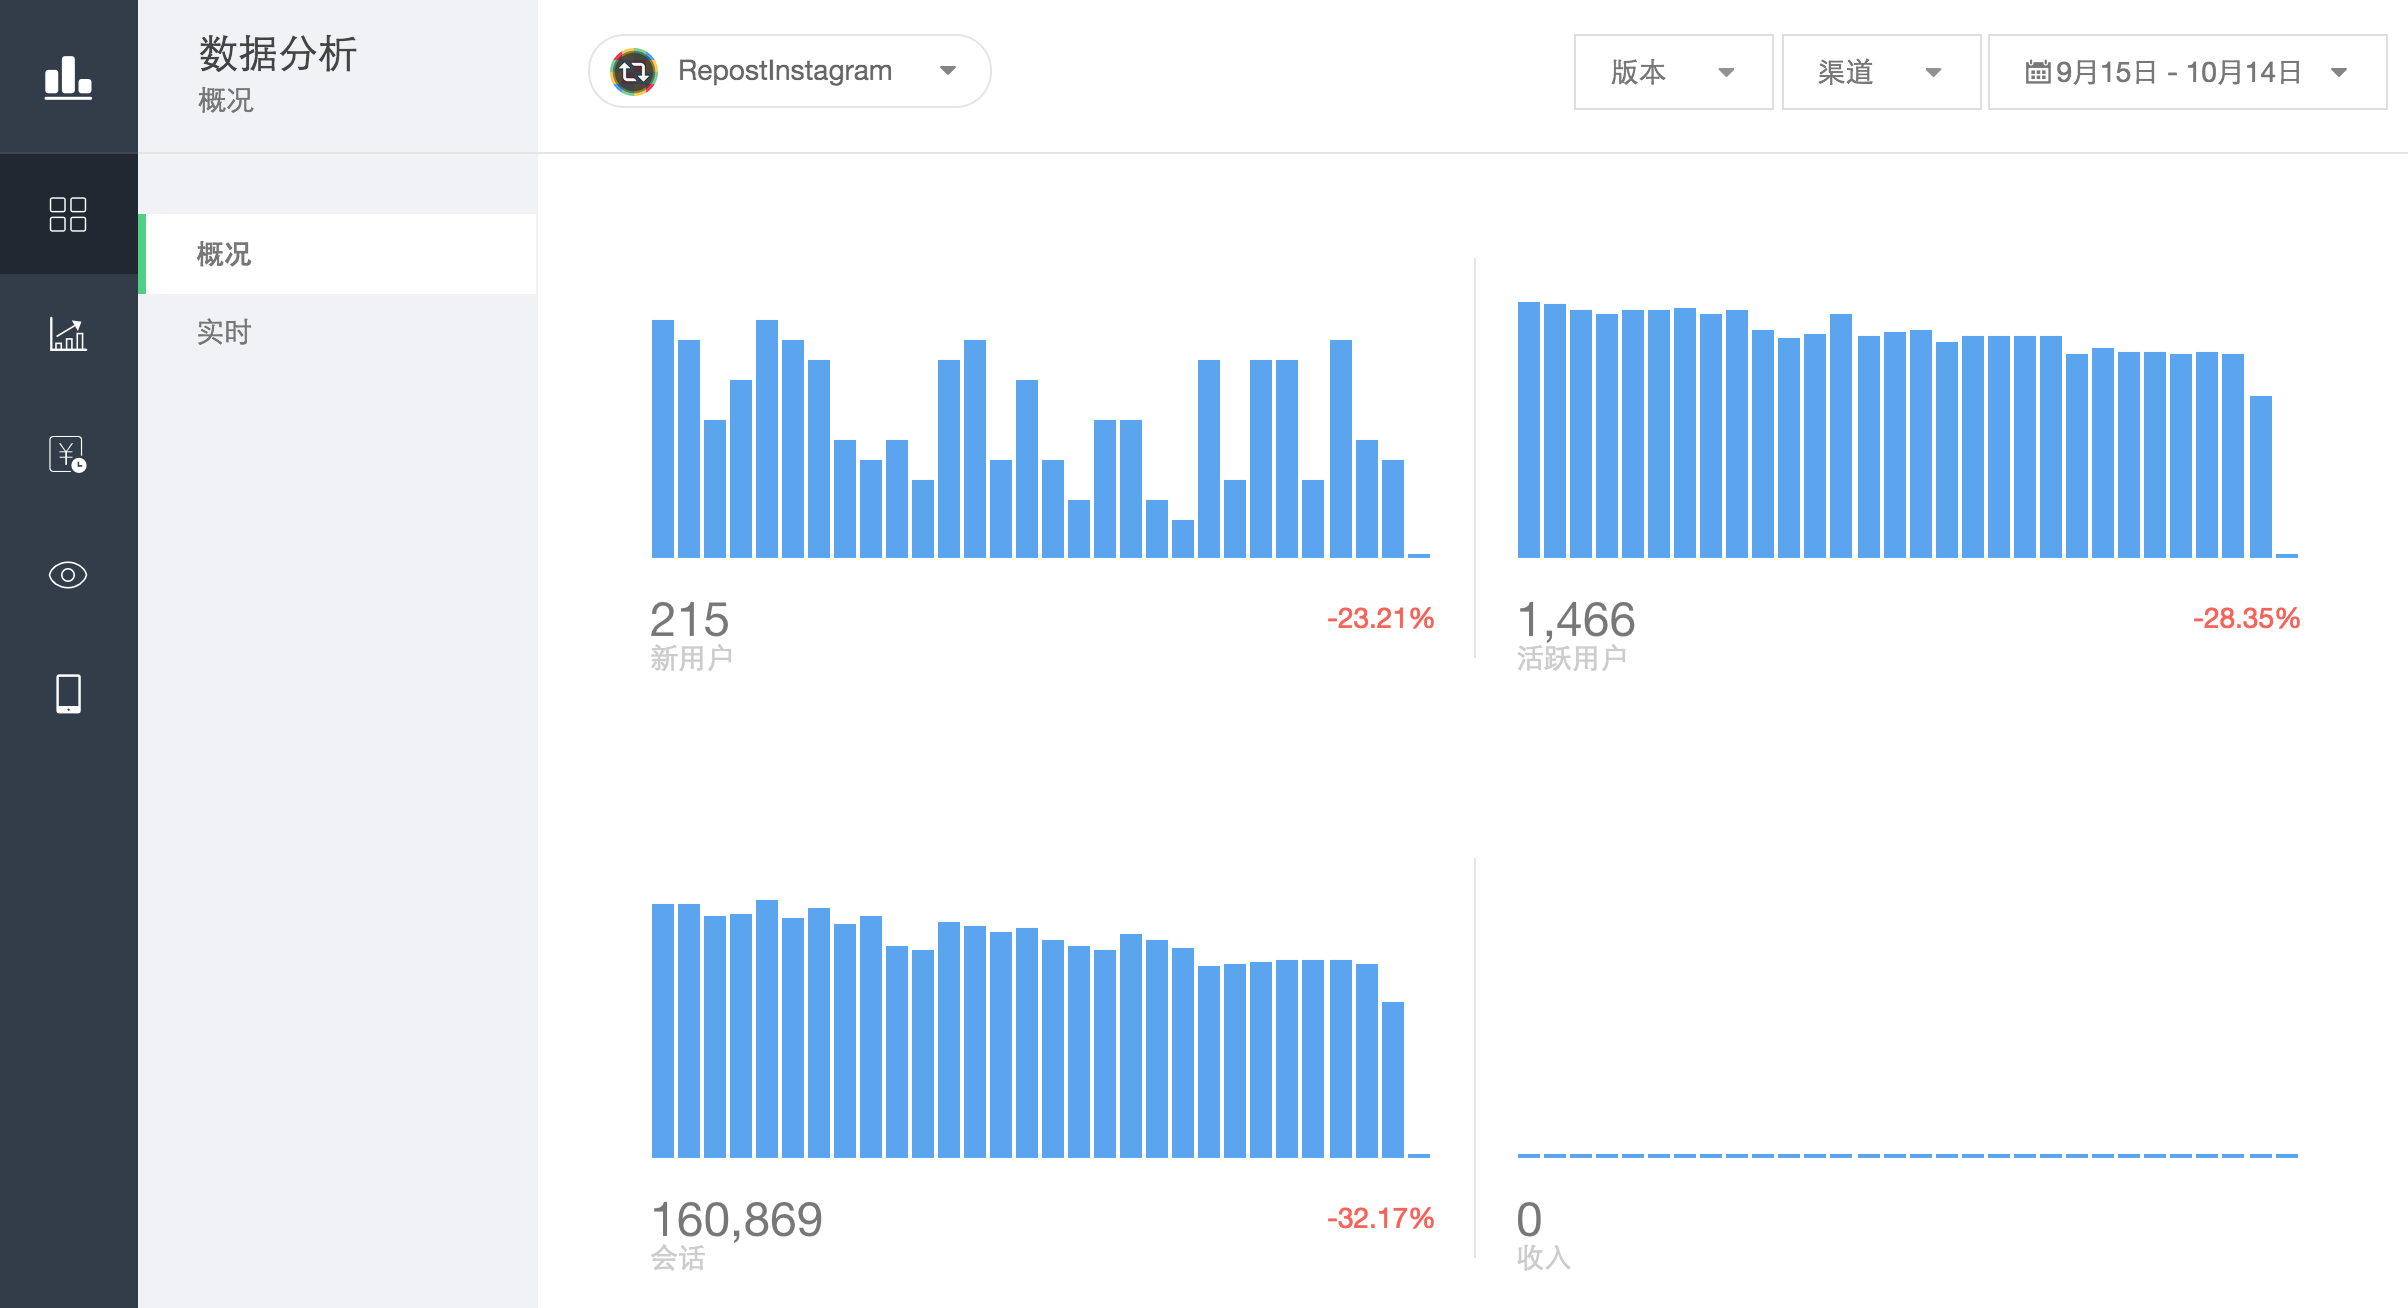 数据分析
概况
RepostInstagram
版本
渠道
9月15日 - 10月14日
概况
实时
215
-23.21%
新用户
1,466
-28.35%
活跃用户
160,869
-32.17%
会话
0
收入